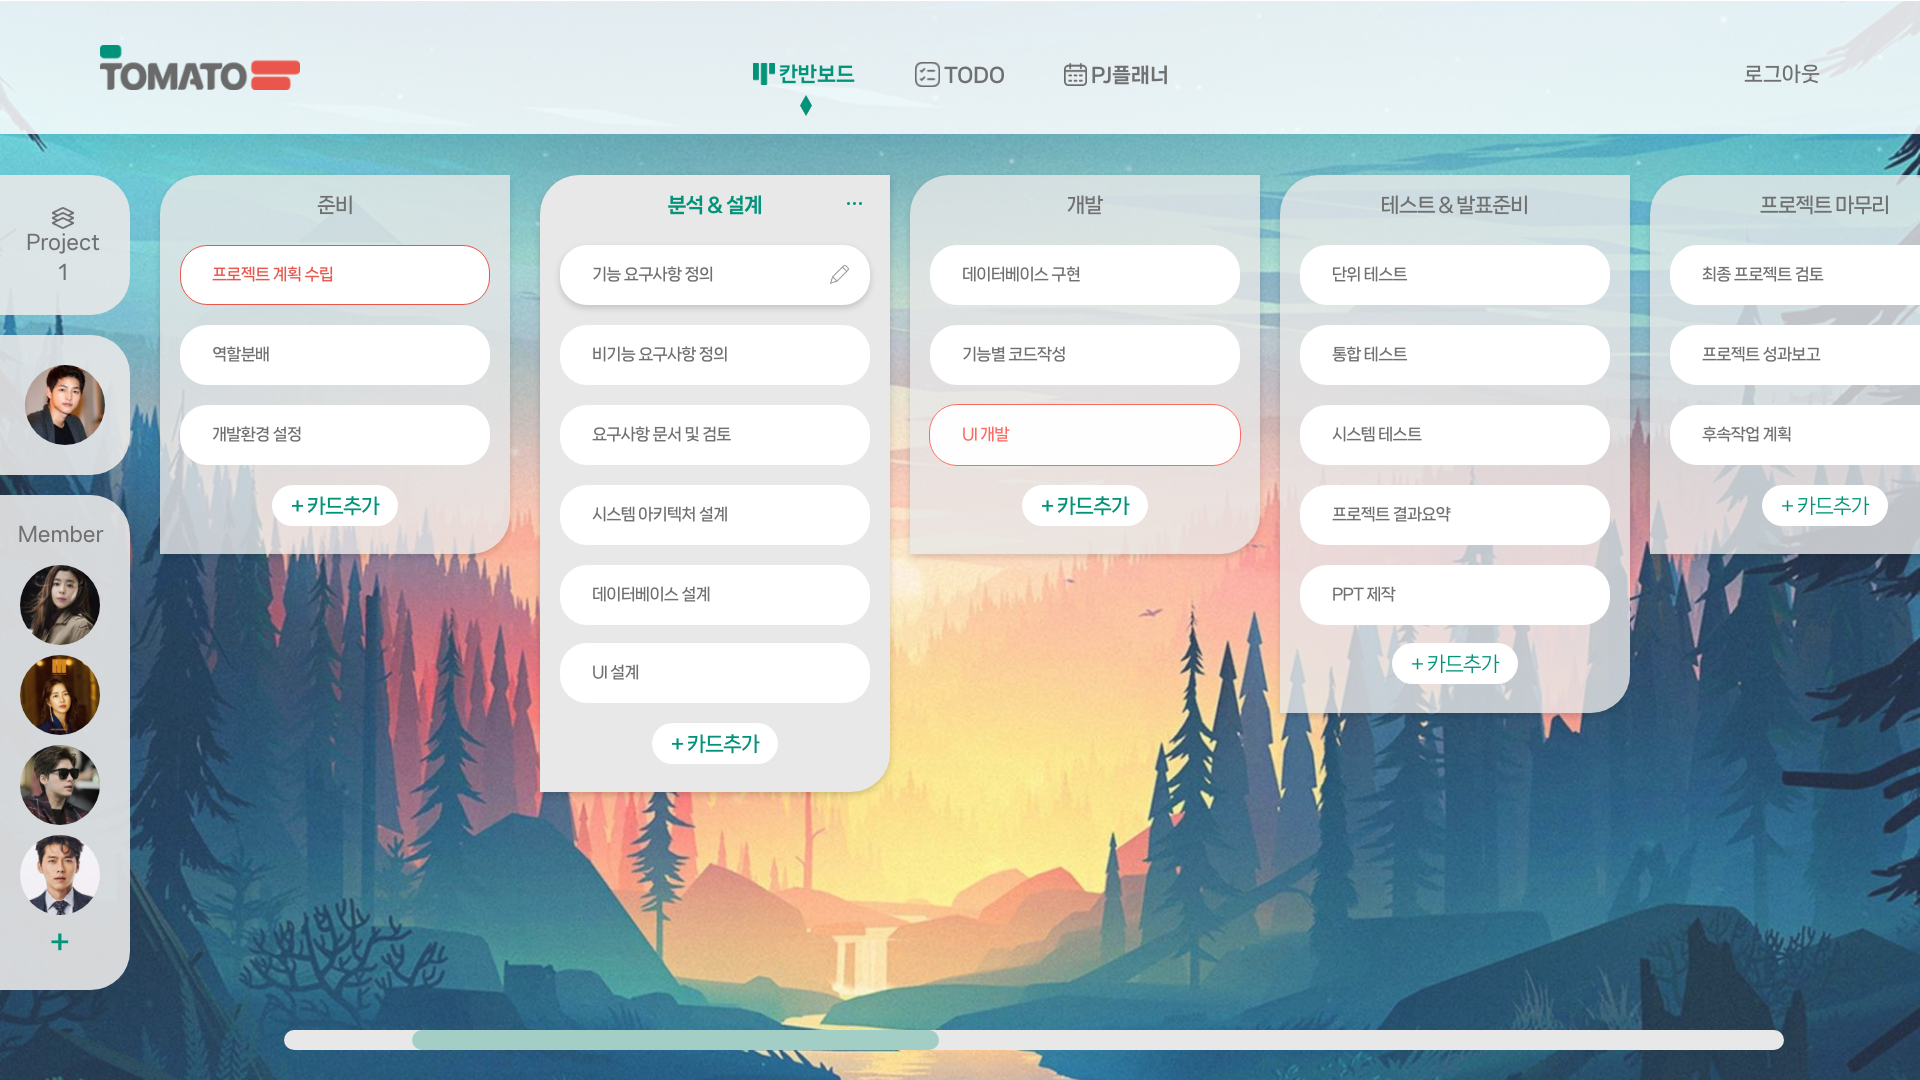 TOMATO
칸반보드
TODO
PJ플래너
로그아웃
Project
1
Member
+
준비
프로젝트 계획 수립
역할분배
개발환경 설정
+ 카드추가
분석 & 설계
...
기능 요구사항 정의
비기능 요구사항 정의
요구사항 문서 및 검토
시스템 아키텍처 설계
데이터베이스 설계
UI 설계
+ 카드추가
개발
데이터베이스 구현
기능별 코드작성
UI 개발
+ 카드추가
테스트 & 발표준비
단위 테스트
통합 테스트
시스템 테스트
프로젝트 결과요약
PPT 제작
+ 카드추가
프로젝트 마무리
최종 프로젝트 검토
프로젝트 성과보고
후속작업 계획
+ 카드추가